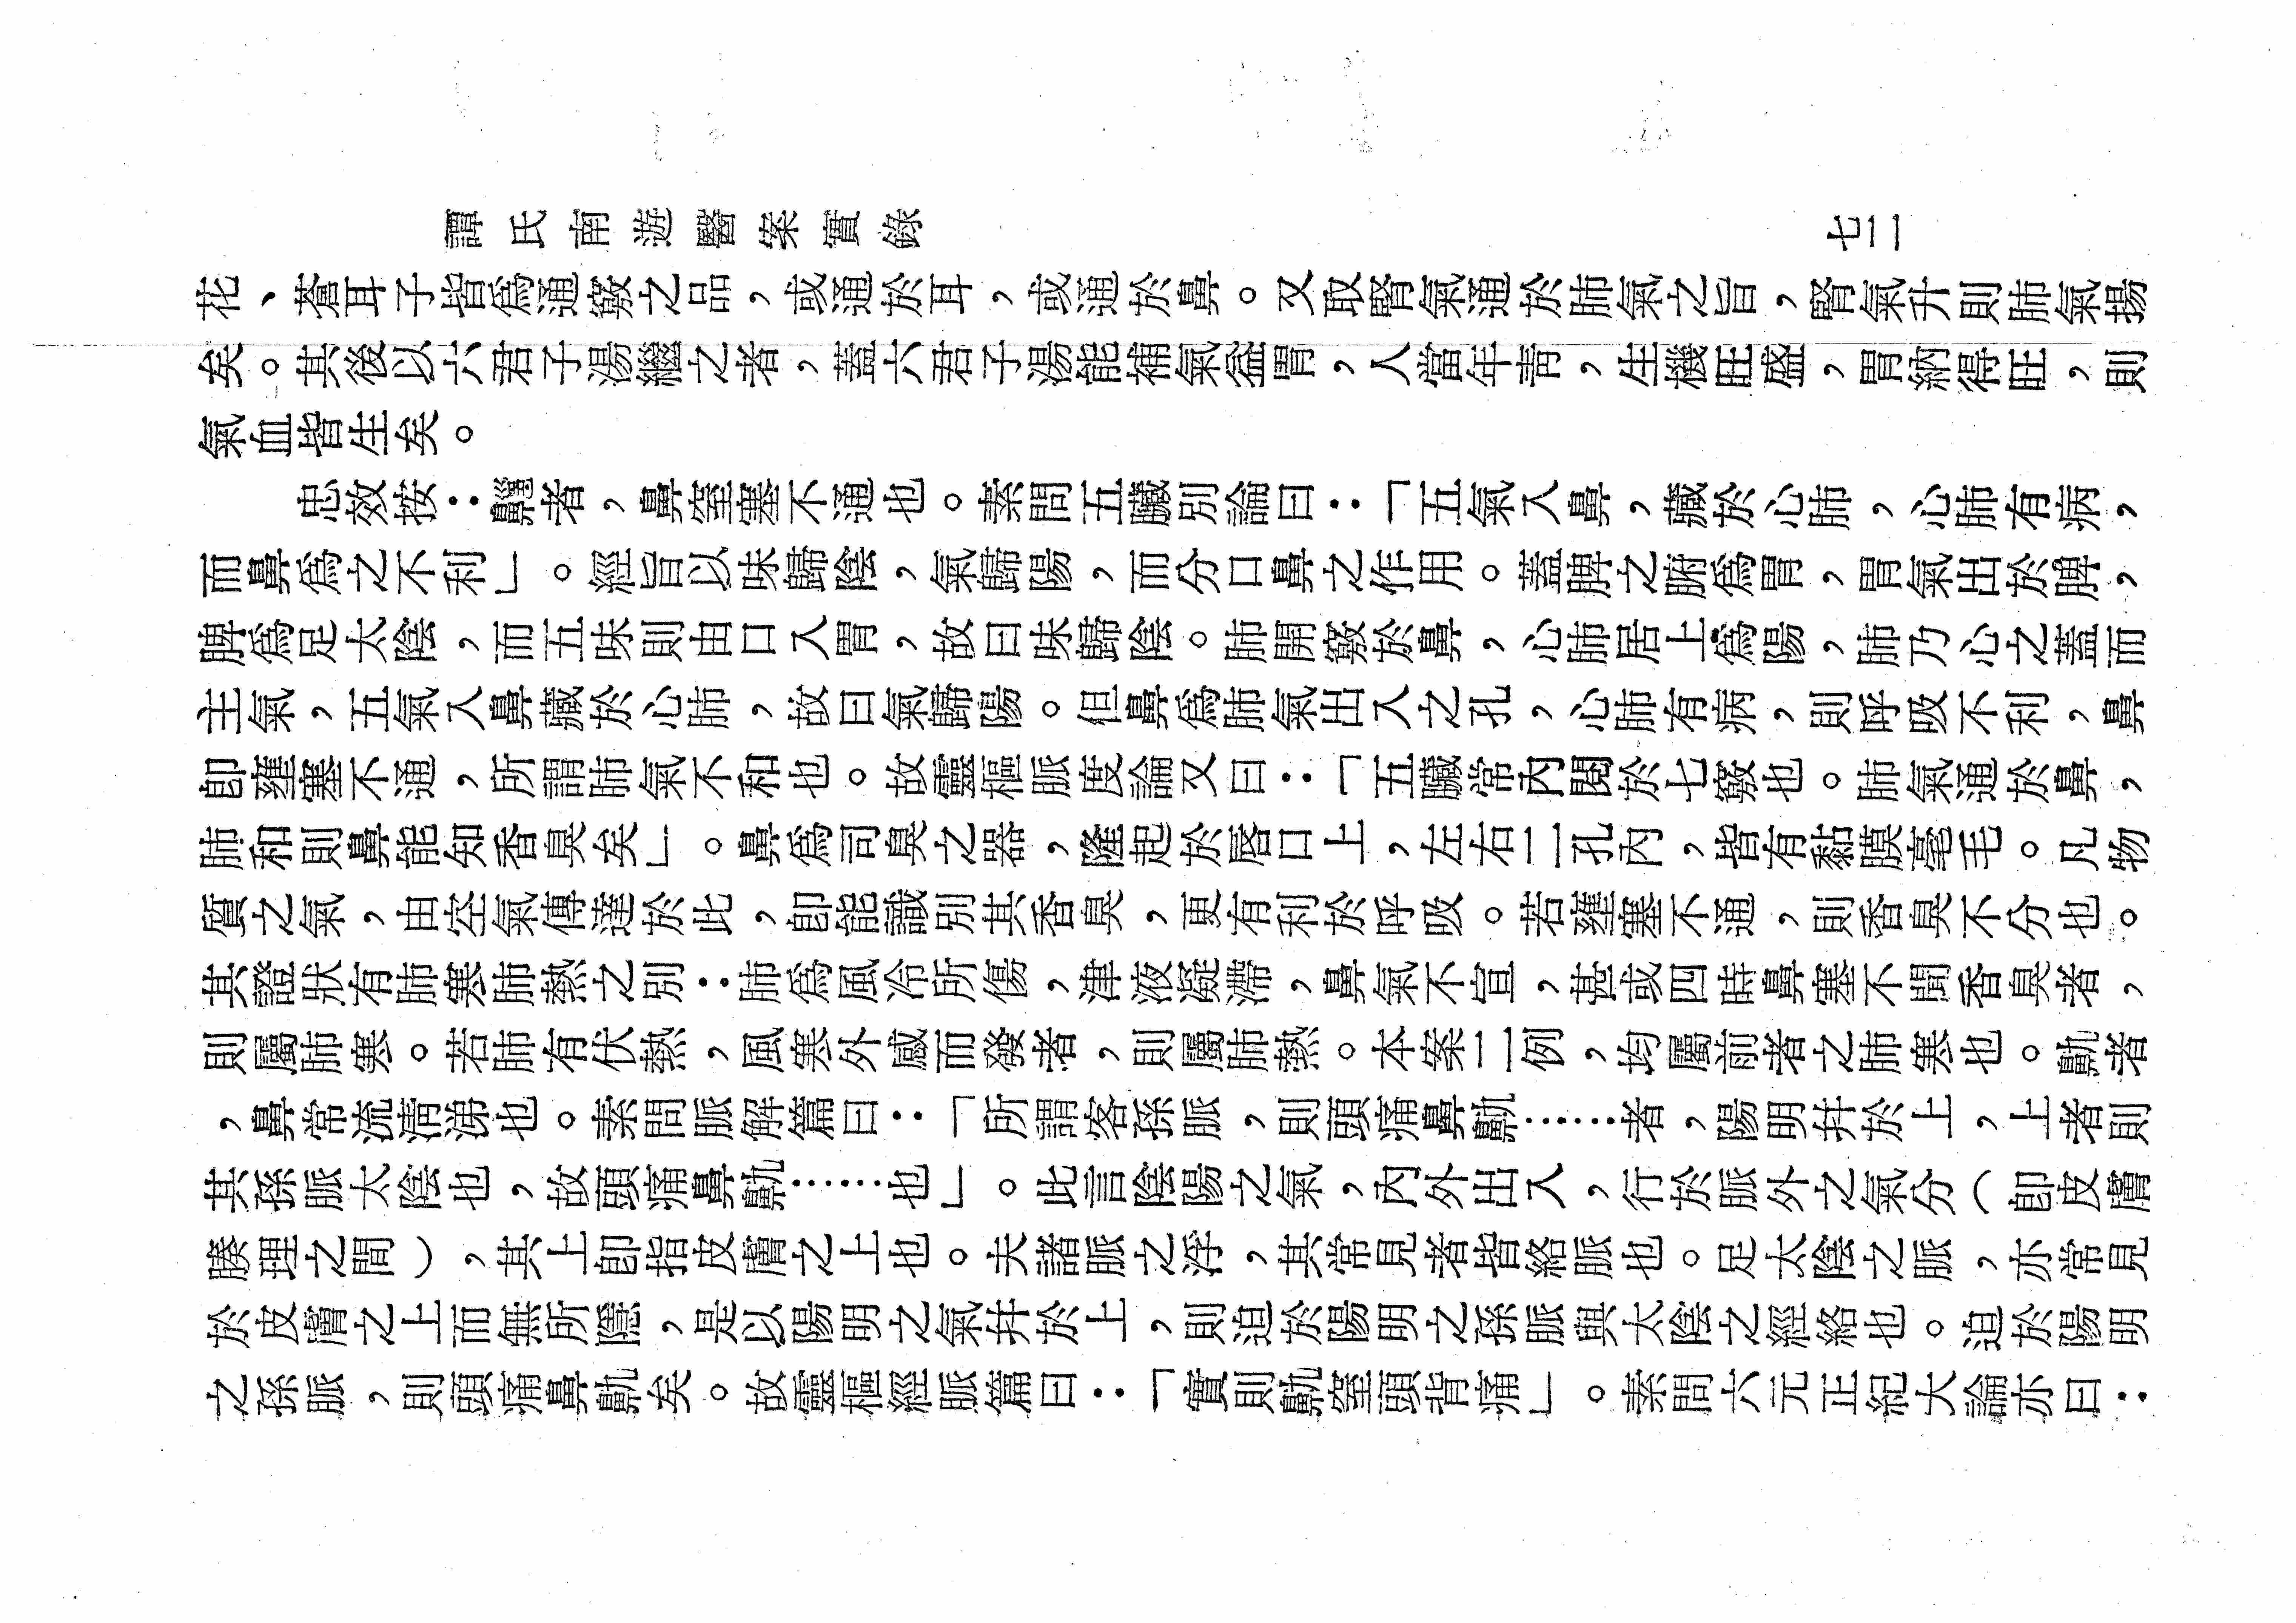 譚氏南遊醫案實錄
七二
花、蒼耳子皆爲通竅之品，或通於耳，或通於鼻。又取腎氣通於肺氣之旨，腎氣升則肺氣揚
矣。其後以六君子湯繼之者，蓋六君子湯能補氣益胃，人當年靑，生機旺盛，胃納得旺，則
氣血皆生矣。
忠效按：鼻者，鼻窒塞不通也。素問五臟別論曰：「五氣入鼻，藏於心肺，心肺有病，
而鼻爲之不利」。經旨以味歸陰，氣歸陽，而分口鼻之作用。蓋脾之腑爲胃，胃氣出於脾，
脾爲足太陰，而五味則由口入胃，故曰味歸陰。肺開竅於鼻，心肺居上爲陽，肺乃心之蓋而
主氣，五氣入鼻藏於心肺，故曰氣歸陽。但鼻爲肺氣出入之孔，心肺有病，則呼吸不利，鼻
卽壅塞不通，所謂肺氣不和也。故靈樞脈度論又曰：「五臟常內閱於七竅也。肺氣通於鼻，
肺和則鼻能知香臭矣」。鼻爲司臭之器，隆起於唇口上，左右二孔內，皆有黏膜毫毛。凡物
質之氣，由空氣傳達於此，卽能識別其香臭，更有利於呼吸。若壅塞不通，則香臭不分也。
其證狀有肺寒肺熱之別：肺爲風冷所傷，津液凝滯，鼻氣不宣，甚或四時鼻塞不聞香臭者，
則屬肺寒。若肺有伏熱，風寒外感而發者，則屬肺熱。本案二例，均屬前者之肺寒也。鼽者
，鼻常流淸涕也。素問脈解篇曰：「所謂客孫脈，則頭痛鼻鼽……者，陽明幷於上，上者則
其孫脈太陰也，故頭痛鼻鼽……也」。此言陰陽之氣，內外出入，行於脈外之氣分（卽皮膚
腠理之間），其上卽指皮膚之上也。夫諸脈之浮，其常見者皆絡脈也。足太陰之脈，亦常見
於皮膚之上而無所隱，是以陽明之氣幷於上，則迫於陽明之孫脈與太陰之經絡也。迫於陽明
之孫脈，則頭痛鼻鼽矣。故靈樞經脈篇曰：「實則鼽窒頭背痛」。素問六元正紀大論亦曰：